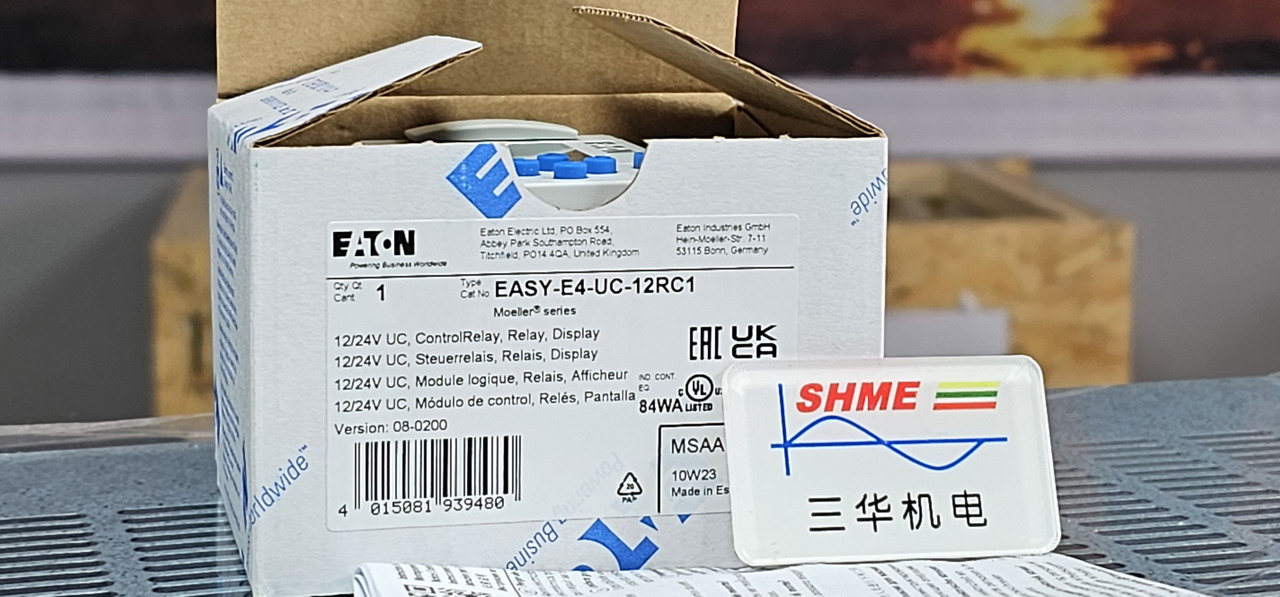 EATON
EATON
Powering Business Worldwide
Eaton Electric Ltd, PO Box 554,
Abbey Park Southampton Road,
Titchfield, PO14 4QA, United Kingdom
Eaton Industries GmbH
Hein-Moeller-Str. 7-11
53115 Bonn, Germany
Qty Qt
Cant 1
Type
Cat No EASY-E4-UC-12RC1
Moeller® series
12/24V UC, ControlRelay, Relay, Display
12/24V UC, Steuerrelais, Relais, Display
12/24V UC, Module logique, Relais, Afficheur
12/24V UC, Módulo de control, Relés, Pantalla
Version: 08-0200
EAC UK CA
IND. CONT.
EQ.
84WA
C UL US
LISTED
4 015081 939480
20
PAP
MSAA
10W23
Made in Es
wide™
orldwide™
Busine
SHME
三华机电